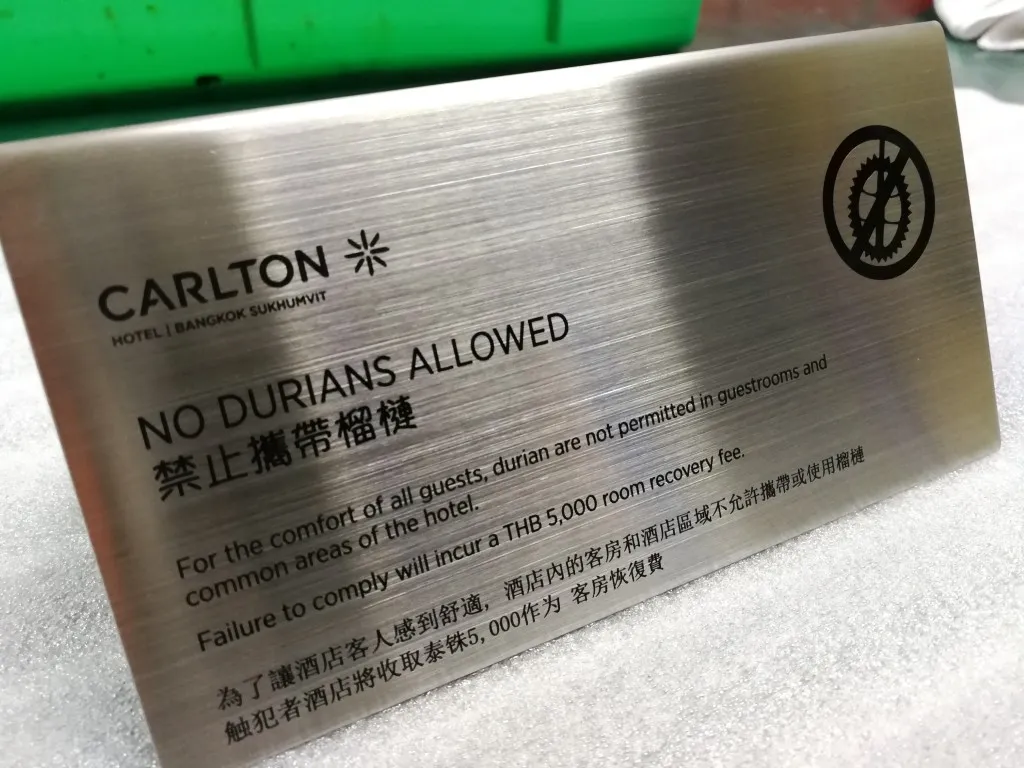 CARLTON
HOTEL | BANGKOK SUKHUMVIT
NO DURIANS ALLOWED
禁止攜帶榴槤
For the comfort of all guests, durian are not permitted in guestrooms and
common areas of the hotel.
Failure to comply will incur a THB 5,000 room recovery fee.
為了讓酒店客人感到舒適，酒店內的客房和酒店區域不允許攜帶或使用榴槤
触犯者酒店將收取泰铢5,000作为 客房恢復費